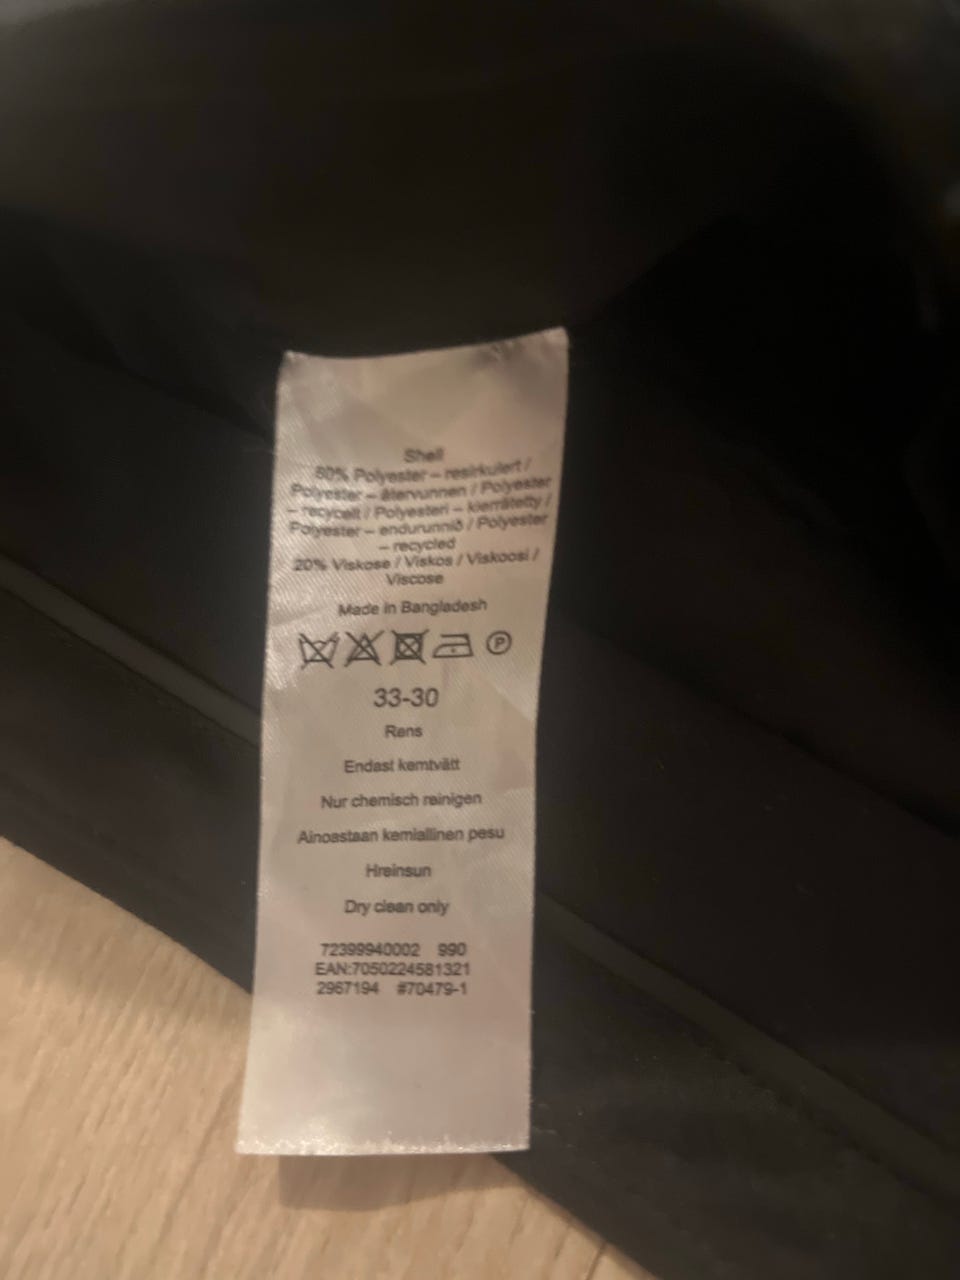 Shell
80% Polyester – resirkulert /
Polyester – återvunnen / Polyester
– recycelt / Polyesteri – kierrätetty /
Polyester – endurunnið / Polyester
– recycled
20% Viskose / Viskos / Viskoosi /
Viscose
Made in Bangladesh
P
33-30
Rens
Endast kemtvätt
Nur chemisch reinigen
Ainoastaan kemiallinen pesu
Hreinsun
Dry clean only
72399940002 990
EAN:7050224581321
2967194 #70479-1